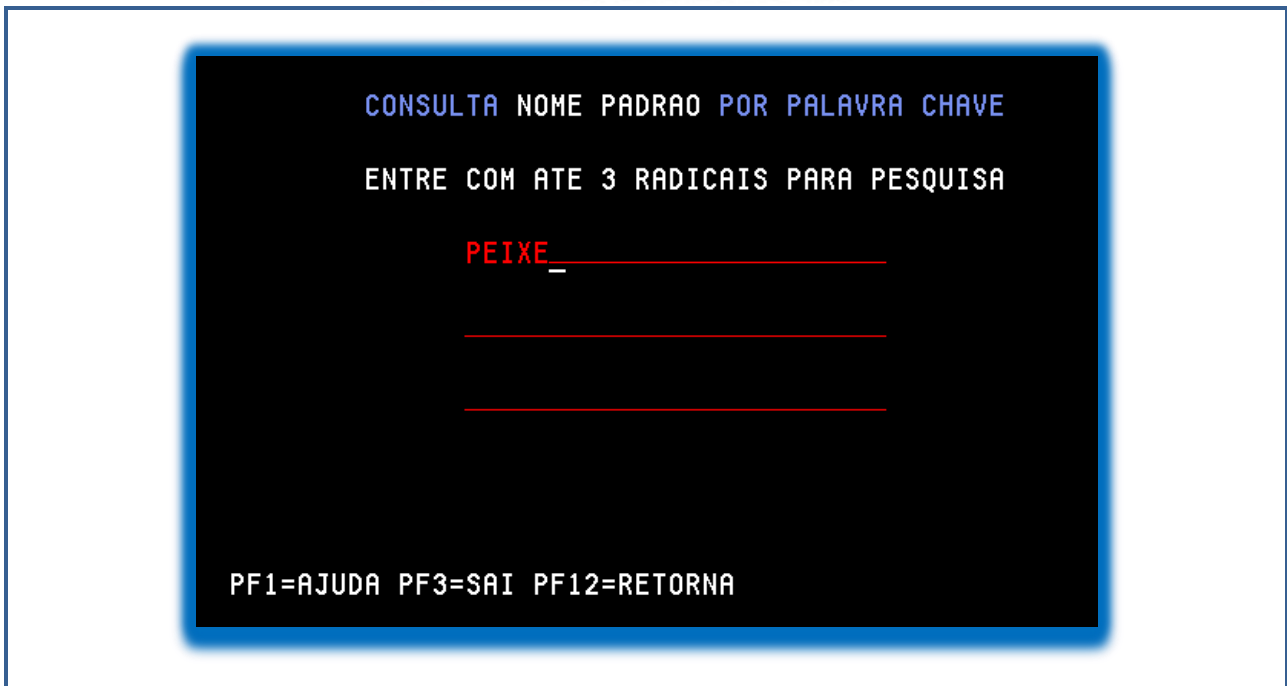 CONSULTA NOME PADRAO POR PALAVRA CHAVE
ENTRE COM ATE 3 RADICAIS PARA PESQUISA
PEIXE
PF1=AJUDA PF3=SAI PF12=RETORNA